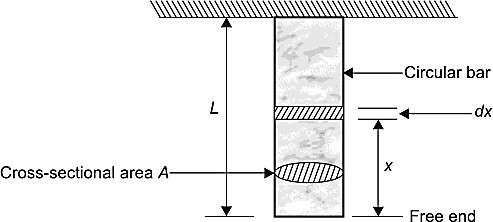 Circular bar
L
dx
x
Cross-sectional area A
Free end